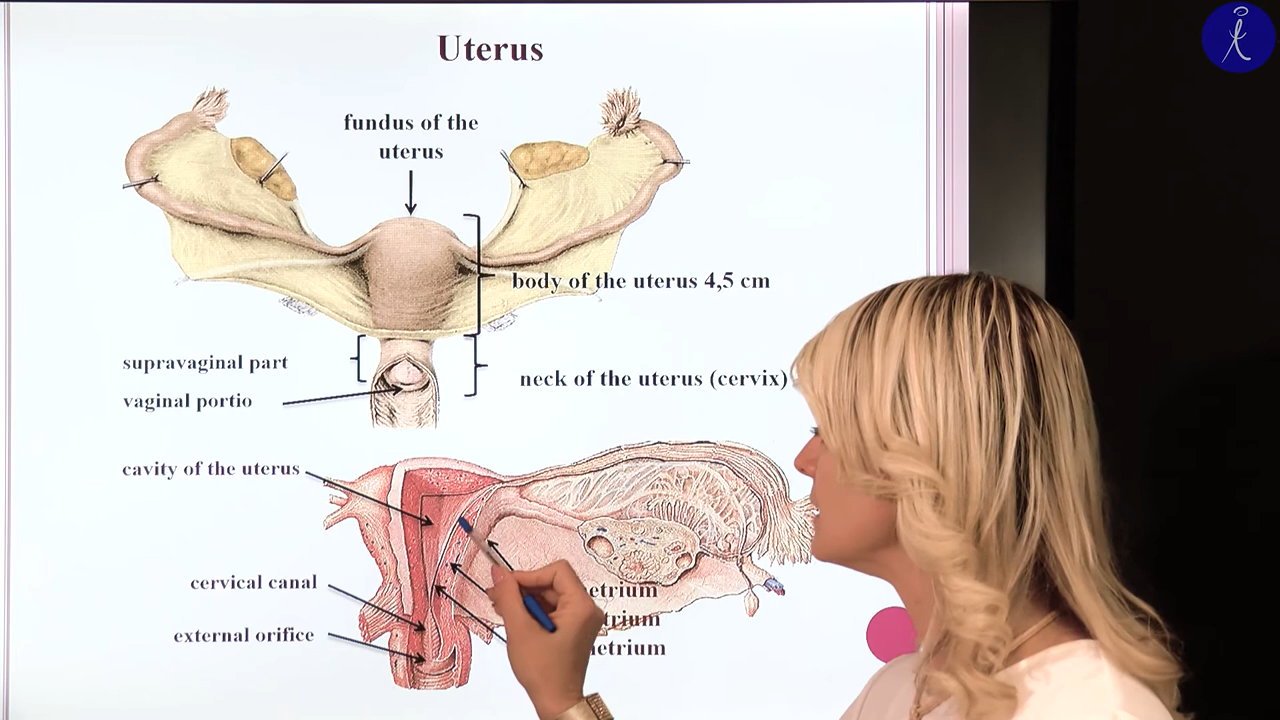 Uterus
fundus of the
uterus
body of the uterus 4,5 cm
supravaginal part
neck of the uterus (cervix)
vaginal portio
cavity of the uterus
cervical canal
external orifice